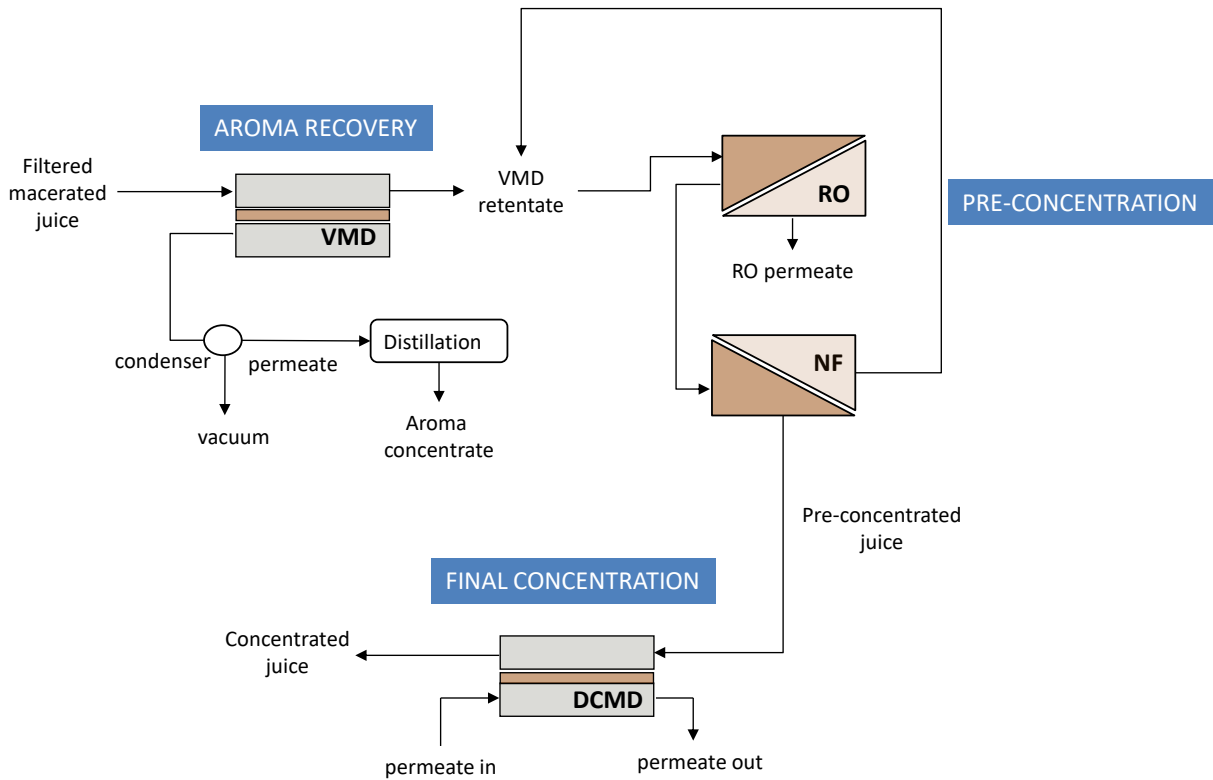 AROMA RECOVERY
Filtered
macerated
juice
VMD
VMD
retentate
RO
RO permeate
PRE-CONCENTRATION
condenser
permeate
Distillation
vacuum
Aroma
concentrate
NF
Pre-concentrated
juice
FINAL CONCENTRATION
Concentrated
juice
DCMD
permeate in
permeate out